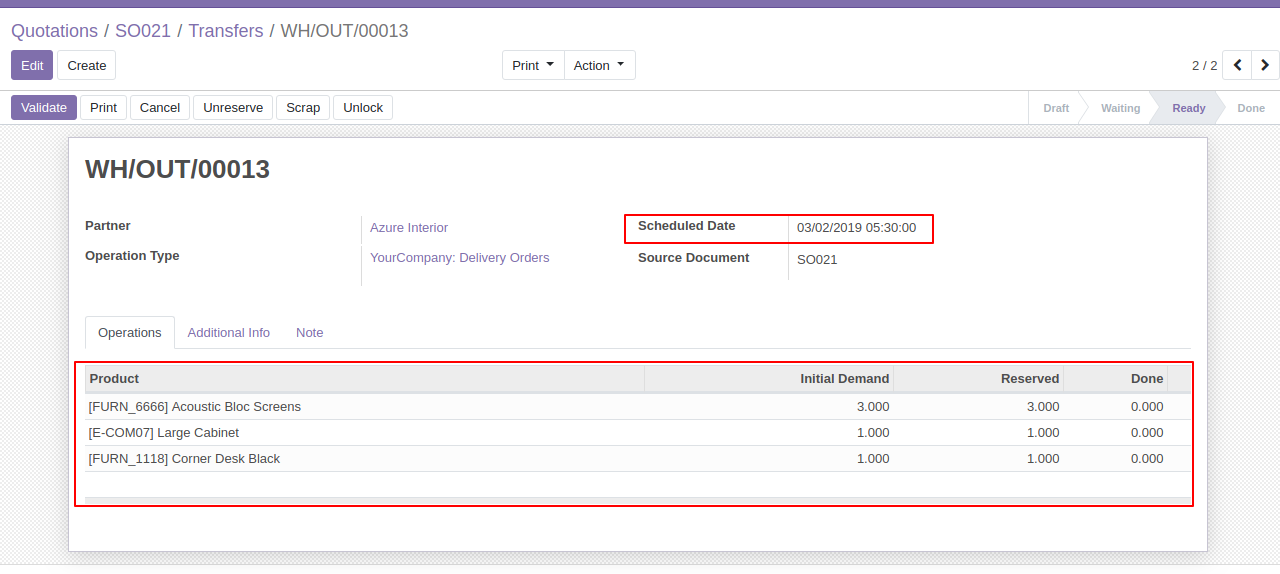 Quotations / SO021 / Transfers / WH/OUT/00013
Edit Create Print Action 2 / 2
Validate Print Cancel Unreserve Scrap Unlock Draft Waiting Ready Done
WH/OUT/00013
Partner Azure Interior Scheduled Date 03/02/2019 05:30:00
Operation Type YourCompany: Delivery Orders Source Document SO021
Operations Additional Info Note
Product Initial Demand Reserved Done
[FURN_6666] Acoustic Bloc Screens 3.000 3.000 0.000
[E-COM07] Large Cabinet 1.000 1.000 0.000
[FURN_1118] Corner Desk Black 1.000 1.000 0.000